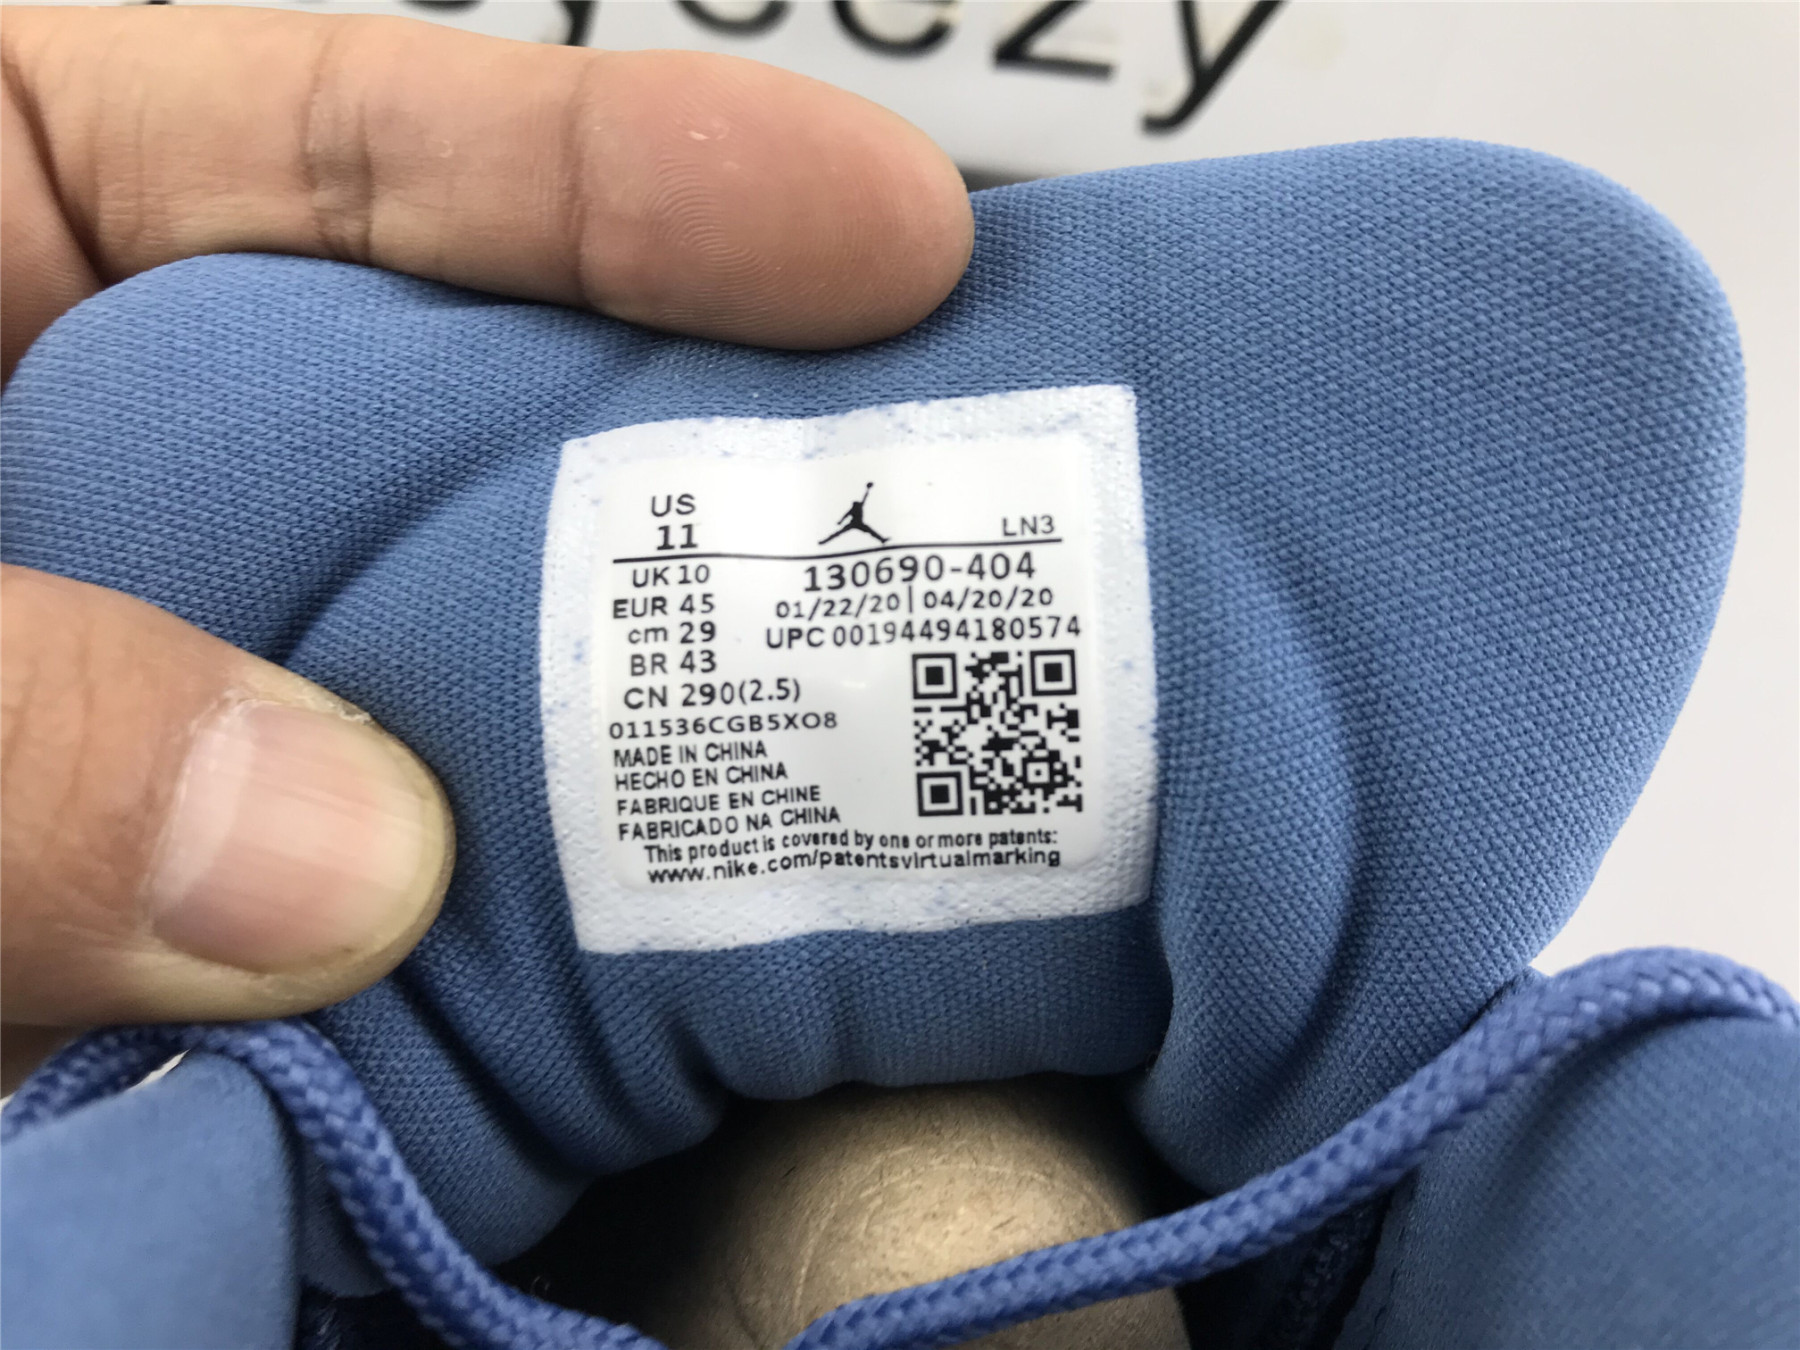 yeezy
US
11
LN3
UK 10
130690-404
EUR 45
01/22/20 | 04/20/20
cm 29
UPC 00194494180574
BR 43
CN 290(2.5)
011536CGB5XO8
MADE IN CHINA
HECHO EN CHINA
FABRIQUE EN CHINE
FABRICADO NA CHINA
This product is covered by one or more patents:
www.nike.com/patentsvirtualmarking